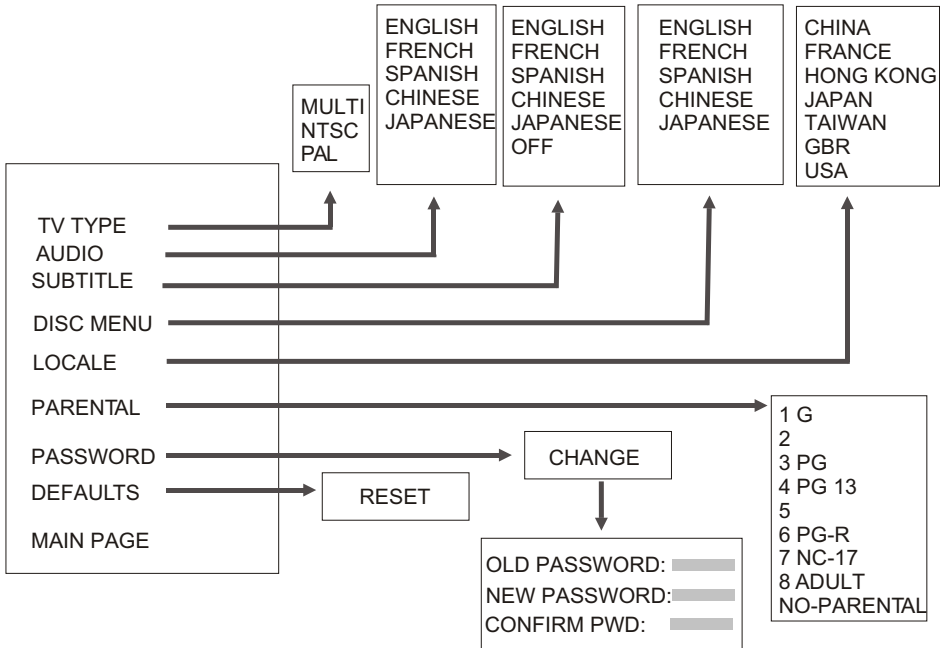 MULTI
NTSC
PAL
ENGLISH
FRENCH
SPANISH
CHINESE
JAPANESE
ENGLISH
FRENCH
SPANISH
CHINESE
JAPANESE
OFF
ENGLISH
FRENCH
SPANISH
CHINESE
JAPANESE
CHINA
FRANCE
HONG KONG
JAPAN
TAIWAN
GBR
USA
TV TYPE
AUDIO
SUBTITLE
DISC MENU
LOCALE
PARENTAL
PASSWORD
DEFAULTS
MAIN PAGE
RESET
CHANGE
OLD PASSWORD:
NEW PASSWORD:
CONFIRM PWD:
1 G
2
3 PG
4 PG 13
5
6 PG-R
7 NC-17
8 ADULT
NO-PARENTAL